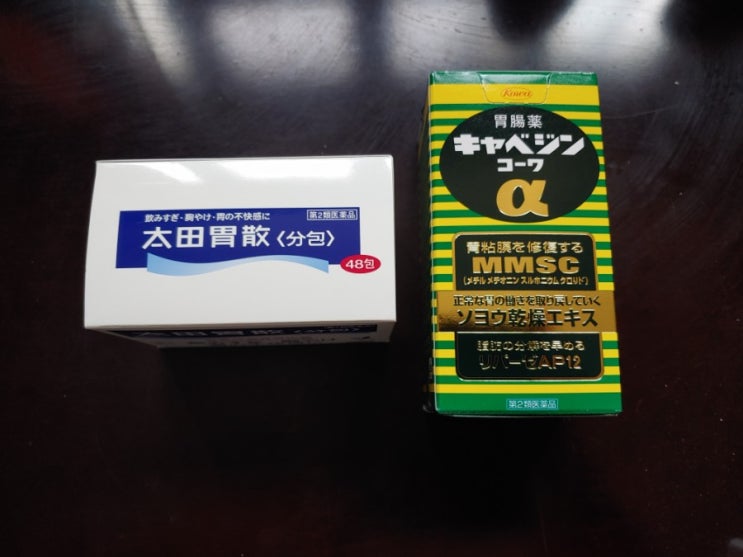 飲みすぎ・胸やけ・胃の不快感に
第2類医薬品
太田胃散〈分包〉
48包
Kowa
胃腸薬
キャベジン
コーワ
α
胃粘膜を修復する
MMSC
(メチルメチオニンスルホニウムクロリド)
正常な胃の働きを取り戻していく
ソヨウ乾燥エキス
脂肪の分解を早める
リパーゼAP12
第2類医薬品